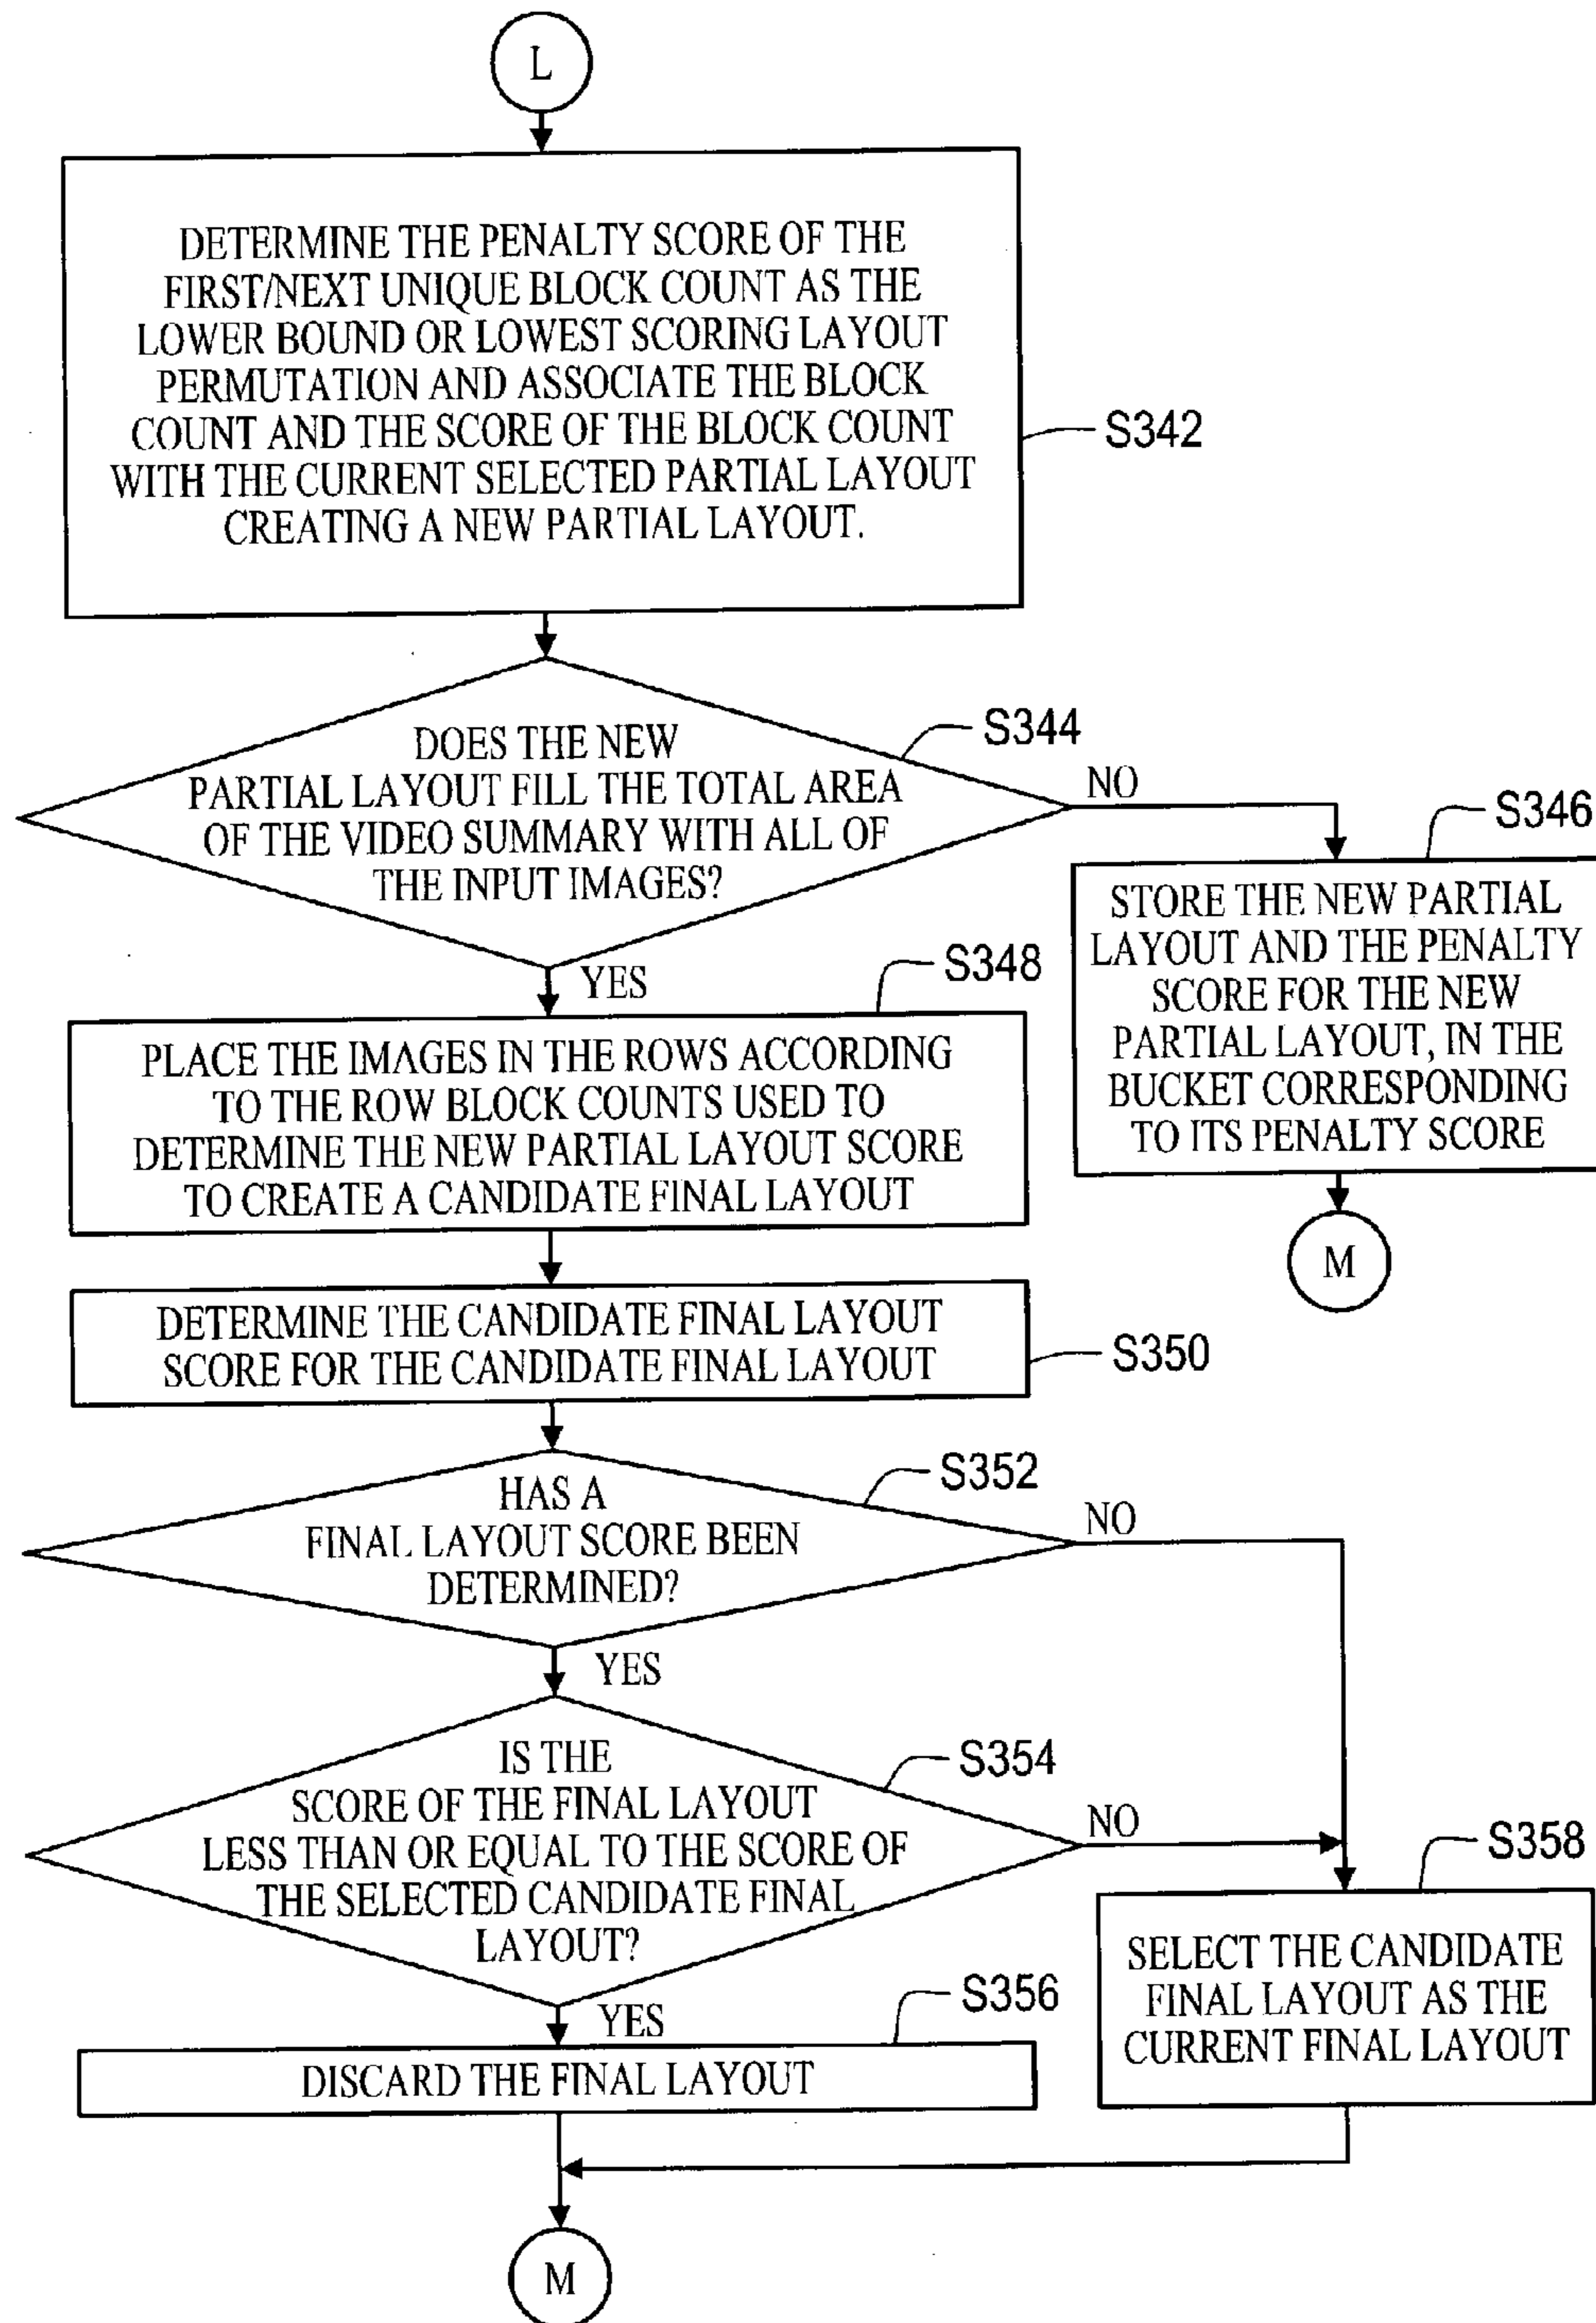 L
DETERMINE THE PENALTY SCORE OF THE
FIRST/NEXT UNIQUE BLOCK COUNT AS THE
LOWER BOUND OR LOWEST SCORING LAYOUT
PERMUTATION AND ASSOCIATE THE BLOCK
COUNT AND THE SCORE OF THE BLOCK COUNT
WITH THE CURRENT SELECTED PARTIAL LAYOUT
CREATING A NEW PARTIAL LAYOUT.
S342
DOES THE NEW
PARTIAL LAYOUT FILL THE TOTAL AREA
OF THE VIDEO SUMMARY WITH ALL OF
THE INPUT IMAGES?
S344
NO
S346
STORE THE NEW PARTIAL
LAYOUT AND THE PENALTY
SCORE FOR THE NEW
PARTIAL LAYOUT, IN THE
BUCKET CORRESPONDING
TO ITS PENALTY SCORE
M
YES
S348
PLACE THE IMAGES IN THE ROWS ACCORDING
TO THE ROW BLOCK COUNTS USED TO
DETERMINE THE NEW PARTIAL LAYOUT SCORE
TO CREATE A CANDIDATE FINAL LAYOUT
DETERMINE THE CANDIDATE FINAL LAYOUT
SCORE FOR THE CANDIDATE FINAL LAYOUT
S350
HAS A
FINAL LAYOUT SCORE BEEN
DETERMINED?
S352
NO
YES
IS THE
SCORE OF THE FINAL LAYOUT
LESS THAN OR EQUAL TO THE SCORE OF
THE SELECTED CANDIDATE FINAL
LAYOUT?
S354
NO
S358
SELECT THE CANDIDATE
FINAL LAYOUT AS THE
CURRENT FINAL LAYOUT
YES
S356
DISCARD THE FINAL LAYOUT
M